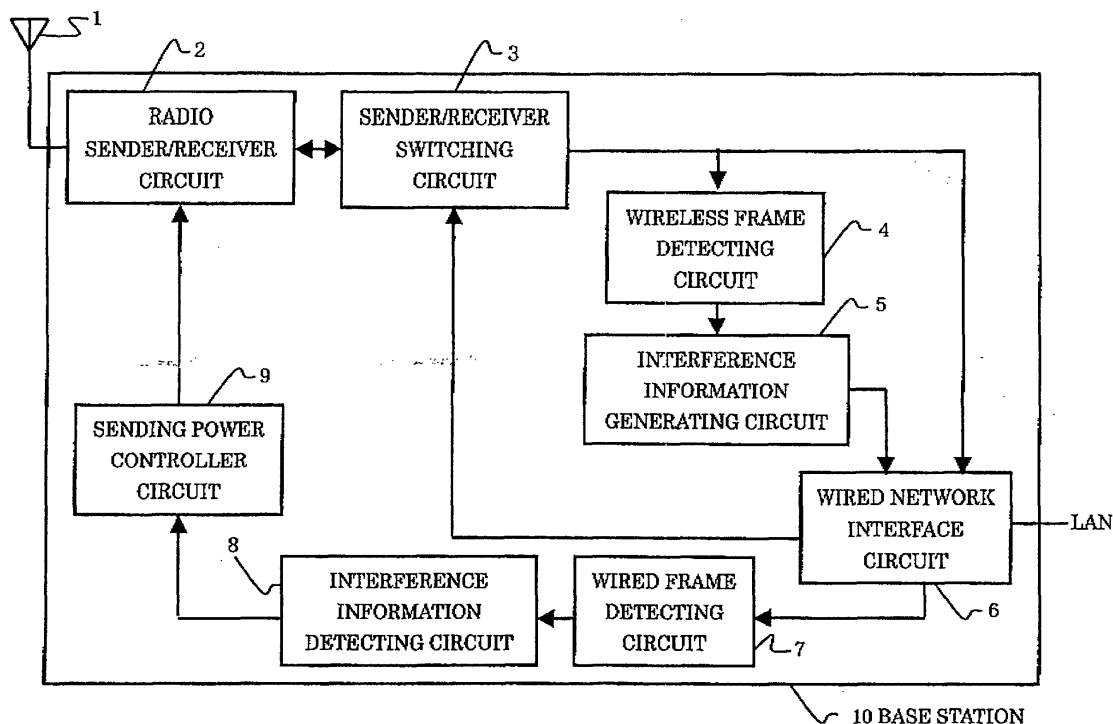 1
2
3
RADIO
SENDER/RECEIVER
CIRCUIT
SENDER/RECEIVER
SWITCHING
CIRCUIT
WIRELESS FRAME
DETECTING
CIRCUIT
4
5
INTERFERENCE
INFORMATION
GENERATING CIRCUIT
9
SENDING POWER
CONTROLLER
CIRCUIT
WIRED NETWORK
INTERFACE
CIRCUIT
LAN
8
INTERFERENCE
INFORMATION
DETECTING CIRCUIT
WIRED FRAME
DETECTING
CIRCUIT
6
7
10 BASE STATION